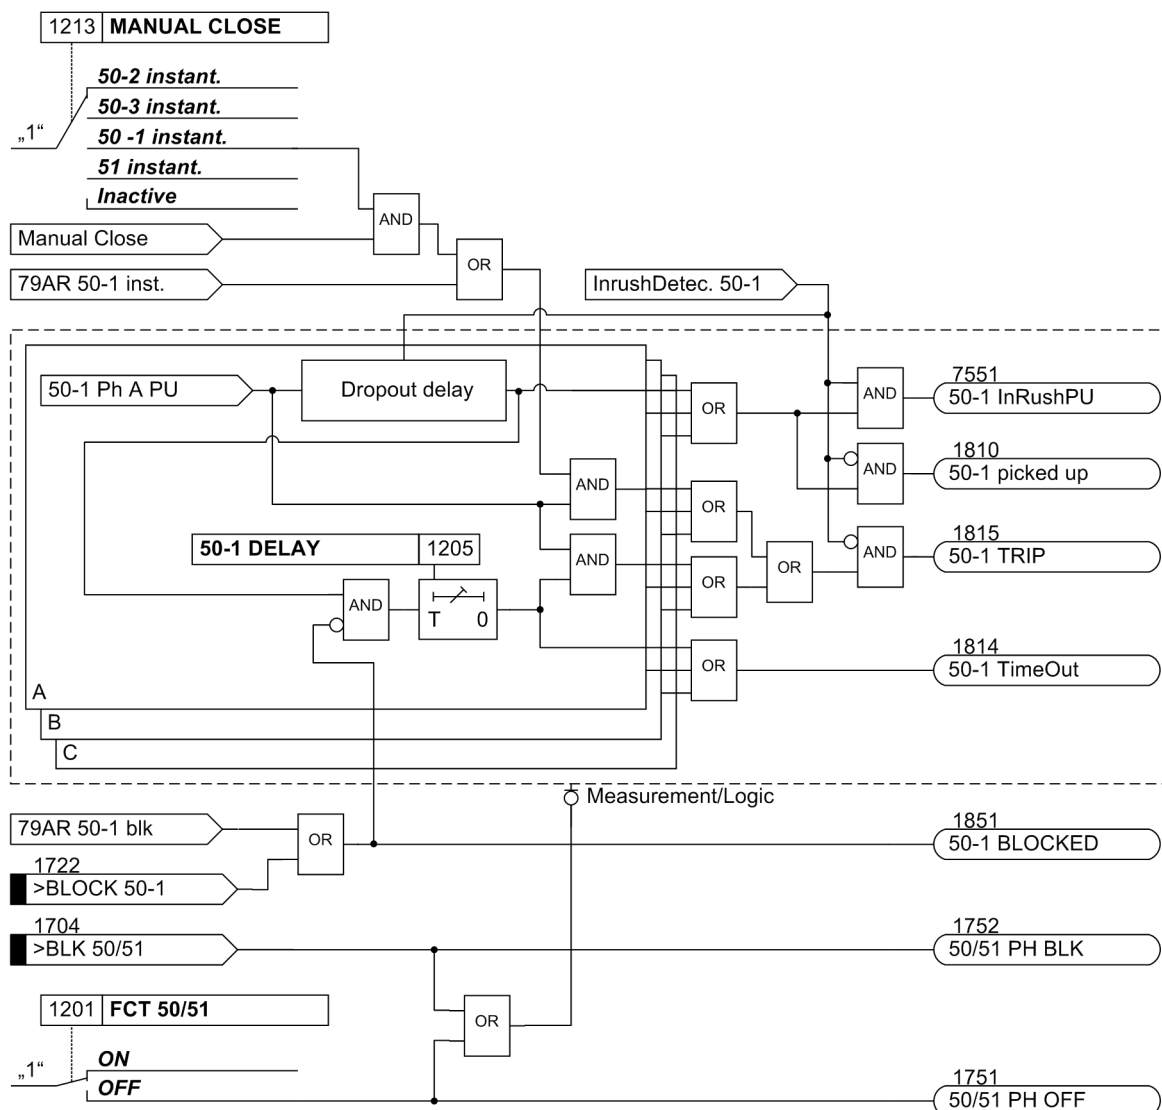 1213 MANUAL CLOSE
50-2 instant.
50-3 instant.
„1“
50 -1 instant.
51 instant.
Inactive
AND
Manual Close
OR
79AR 50-1 inst.
InrushDetec. 50-1
50-1 Ph A PU
Dropout delay
OR
AND
7551
50-1 InRushPU
AND
1810
50-1 picked up
AND
OR
50-1 DELAY 1205
AND
OR
OR
AND
1815
50-1 TRIP
AND
T 0
OR
1814
50-1 TimeOut
A
B
C
Measurement/Logic
79AR 50-1 blk
OR
1851
50-1 BLOCKED
1722
>BLOCK 50-1
1704
>BLK 50/51
1752
50/51 PH BLK
1201 FCT 50/51
OR
„1“
ON
OFF
1751
50/51 PH OFF